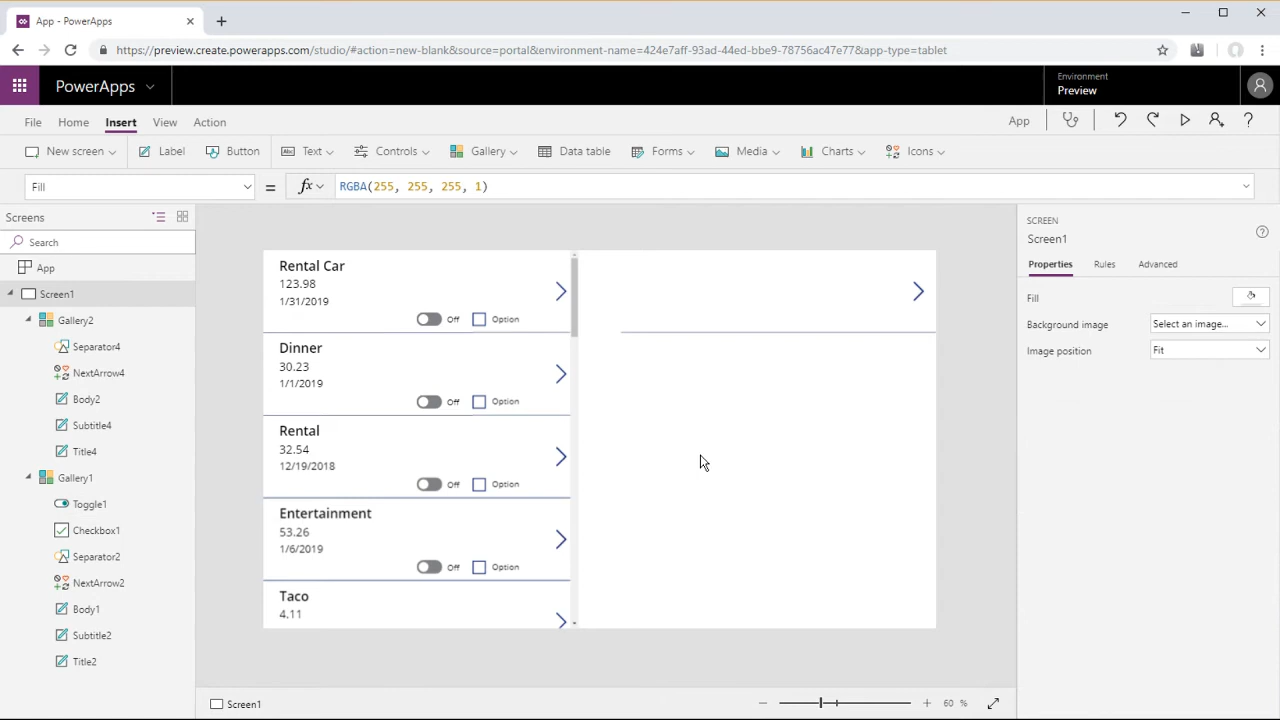 App - PowerApps
https://preview.create.powerapps.com/studio/#action=new-blank&source=portal&environment-name=424e7aff-93ad-44ed-bbe9-78756ac47e77&app-type=tablet
PowerApps
Environment
Preview
File Home Insert View Action
App
New screen Label Button Text Controls Gallery Data table Forms Media Charts Icons
Fill = fx RGBA(255, 255, 255, 1)
Screens
Search
App
Screen1
Gallery2
Separator4
NextArrow4
Body2
Subtitle4
Title4
Gallery1
Toggle1
Checkbox1
Separator2
NextArrow2
Body1
Subtitle2
Title2
Rental Car
123.98
1/31/2019
Off Option
Dinner
30.23
1/1/2019
Off Option
Rental
32.54
12/19/2018
Off Option
Entertainment
53.26
1/6/2019
Off Option
Taco
4.11
SCREEN
Screen1
Properties Rules Advanced
Fill
Background image Select an image...
Image position Fit
Screen1
60 %